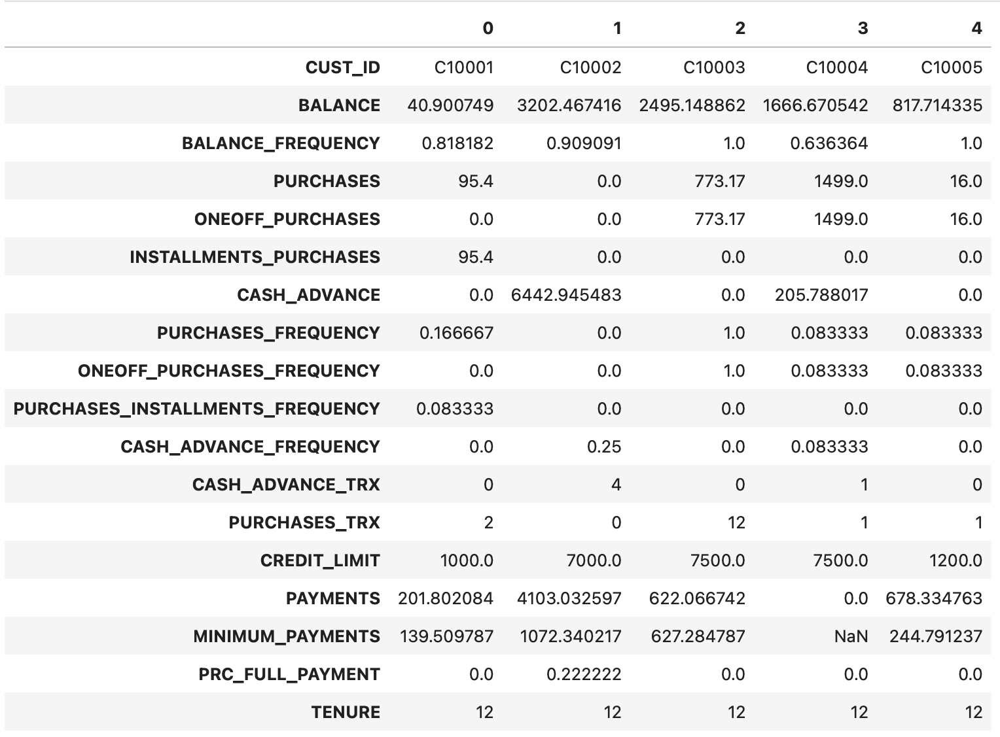 0 1 2 3 4
CUST_ID C10001 C10002 C10003 C10004 C10005
BALANCE 40.900749 3202.467416 2495.148862 1666.670542 817.714335
BALANCE_FREQUENCY 0.818182 0.909091 1.0 0.636364 1.0
PURCHASES 95.4 0.0 773.17 1499.0 16.0
ONEOFF_PURCHASES 0.0 0.0 773.17 1499.0 16.0
INSTALLMENTS_PURCHASES 95.4 0.0 0.0 0.0 0.0
CASH_ADVANCE 0.0 6442.945483 0.0 205.788017 0.0
PURCHASES_FREQUENCY 0.166667 0.0 1.0 0.083333 0.083333
ONEOFF_PURCHASES_FREQUENCY 0.0 0.0 1.0 0.083333 0.083333
PURCHASES_INSTALLMENTS_FREQUENCY 0.083333 0.0 0.0 0.0 0.0
CASH_ADVANCE_FREQUENCY 0.0 0.25 0.0 0.083333 0.0
CASH_ADVANCE_TRX 0 4 0 1 0
PURCHASES_TRX 2 0 12 1 1
CREDIT_LIMIT 1000.0 7000.0 7500.0 7500.0 1200.0
PAYMENTS 201.802084 4103.032597 622.066742 0.0 678.334763
MINIMUM_PAYMENTS 139.509787 1072.340217 627.284787 NaN 244.791237
PRC_FULL_PAYMENT 0.0 0.222222 0.0 0.0 0.0
TENURE 12 12 12 12 12